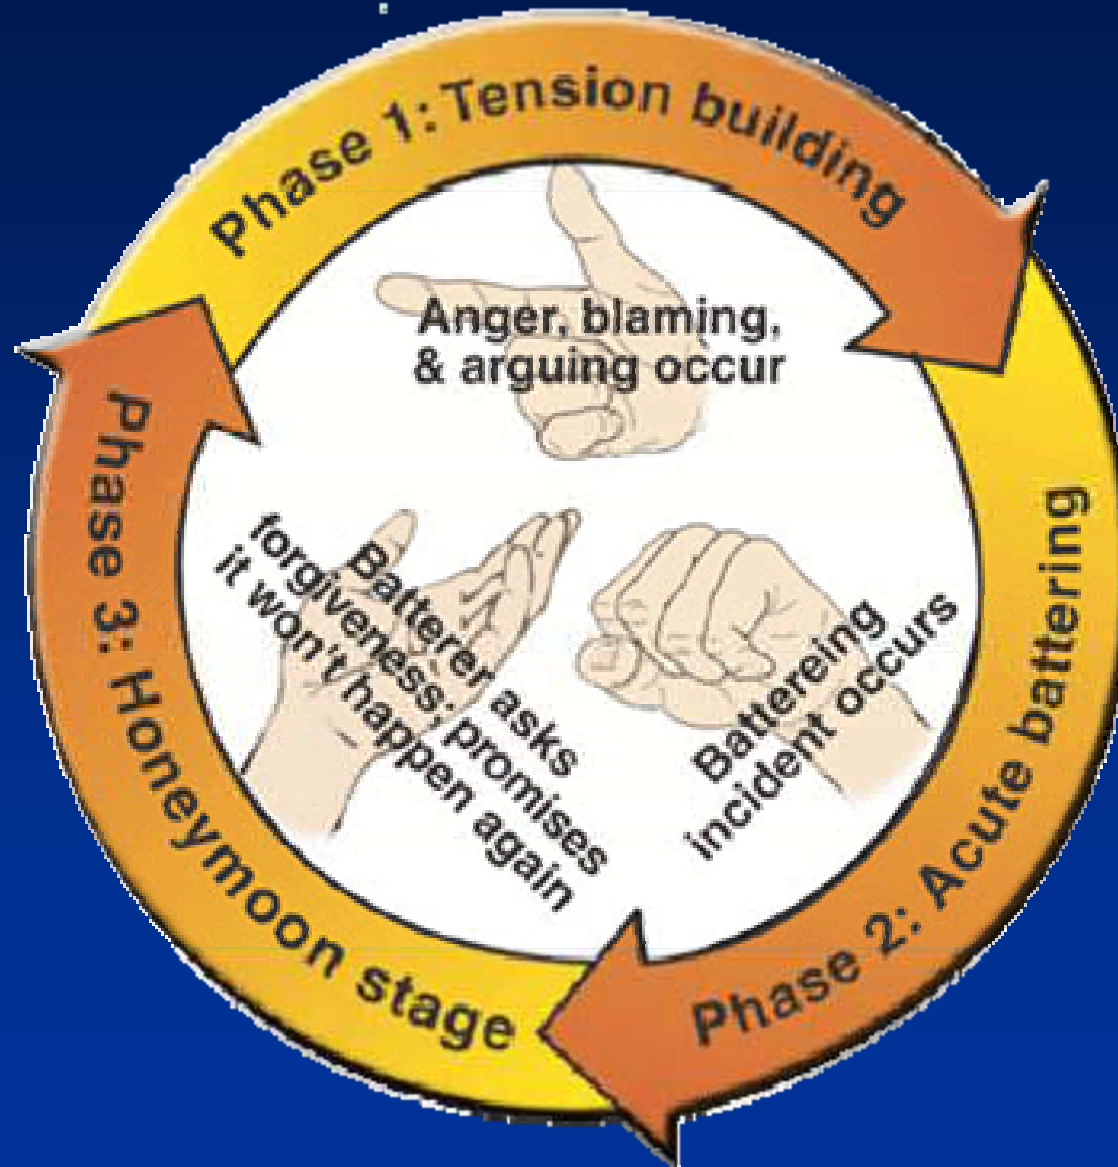 Phase 1: Tension building
Anger, blaming,
& arguing occur
Phase 2: Acute battering
Battereing
incident occurs
Phase 3: Honeymoon stage
Batterer asks
forgiveness; promises
it won't happen again